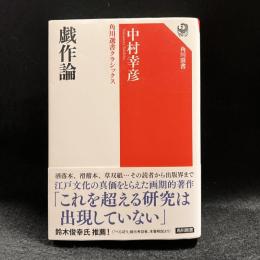 角川選書
中村幸彦
戯作論
角川選書クラシックス
洒落本、滑稽本、草双紙…その読者から出版界まで
江戸文化の真価をとらえた画期的著作
「これを超える研究は
出現していない」
鈴木俊幸氏 推薦!
角川選書